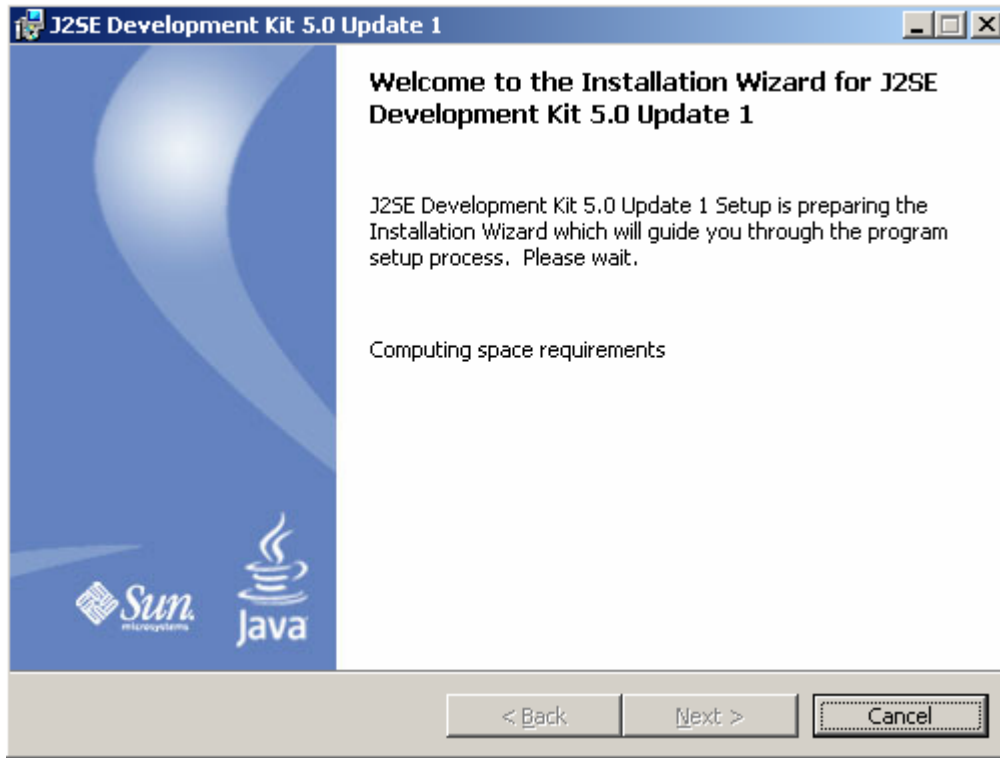 J2SE Development Kit 5.0 Update 1
Welcome to the Installation Wizard for J2SE
Development Kit 5.0 Update 1
J2SE Development Kit 5.0 Update 1 Setup is preparing the
Installation Wizard which will guide you through the program
setup process.  Please wait.
Computing space requirements
Sun
microsystems
Java
< Back
Next >
Cancel